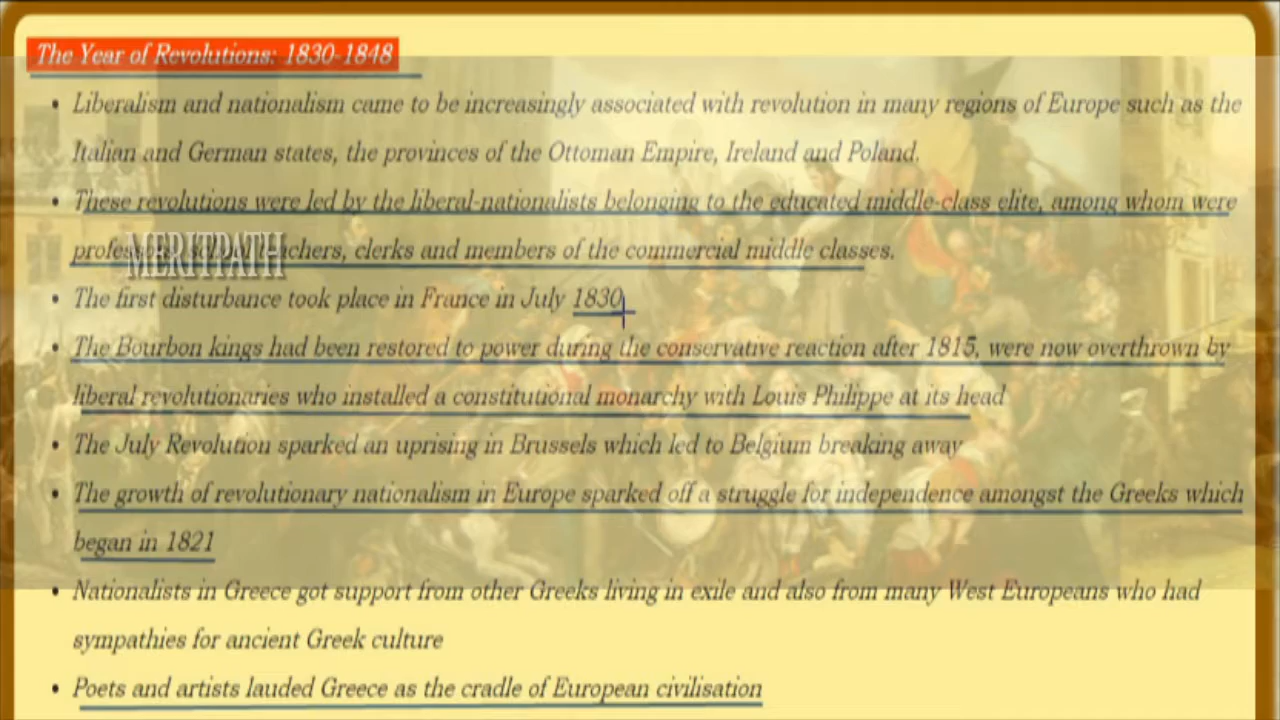 The Year of Revolutions: 1830-1848
• Liberalism and nationalism came to be increasingly associated with revolution in many regions of Europe such as the
Italian and German states, the provinces of the Ottoman Empire, Ireland and Poland.
• These revolutions were led by the liberal-nationalists belonging to the educated middle-class elite, among whom were
professors, school teachers, clerks and members of the commercial middle classes.
MERITPATH
• The first disturbance took place in France in July 1830
• The Bourbon kings had been restored to power during the conservative reaction after 1815, were now overthrown by
liberal revolutionaries who installed a constitutional monarchy with Louis Philippe at its head
• The July Revolution sparked an uprising in Brussels which led to Belgium breaking away
• The growth of revolutionary nationalism in Europe sparked off a struggle for independence amongst the Greeks which
began in 1821
• Nationalists in Greece got support from other Greeks living in exile and also from many West Europeans who had
sympathies for ancient Greek culture
• Poets and artists lauded Greece as the cradle of European civilisation